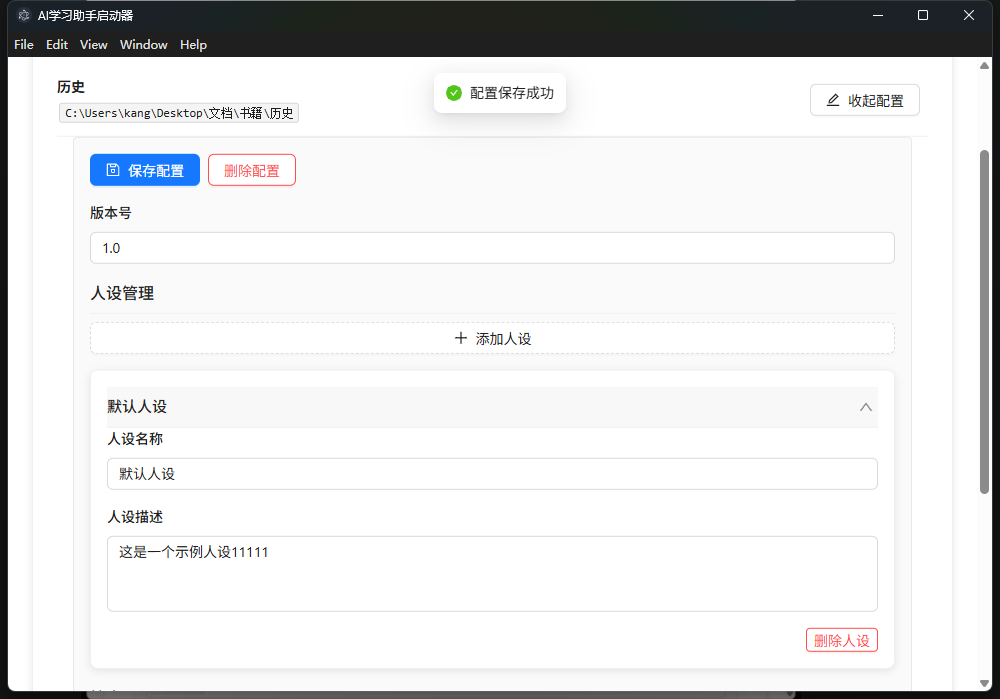 AI学习助手启动器
File Edit View Window Help
历史
配置保存成功
C:\Users\kang\Desktop\文档\书籍\历史
收起配置
保存配置 删除配置
版本号
1.0
人设管理
添加人设
默认人设
人设名称
默认人设
人设描述
这是一个示例人设11111
删除人设